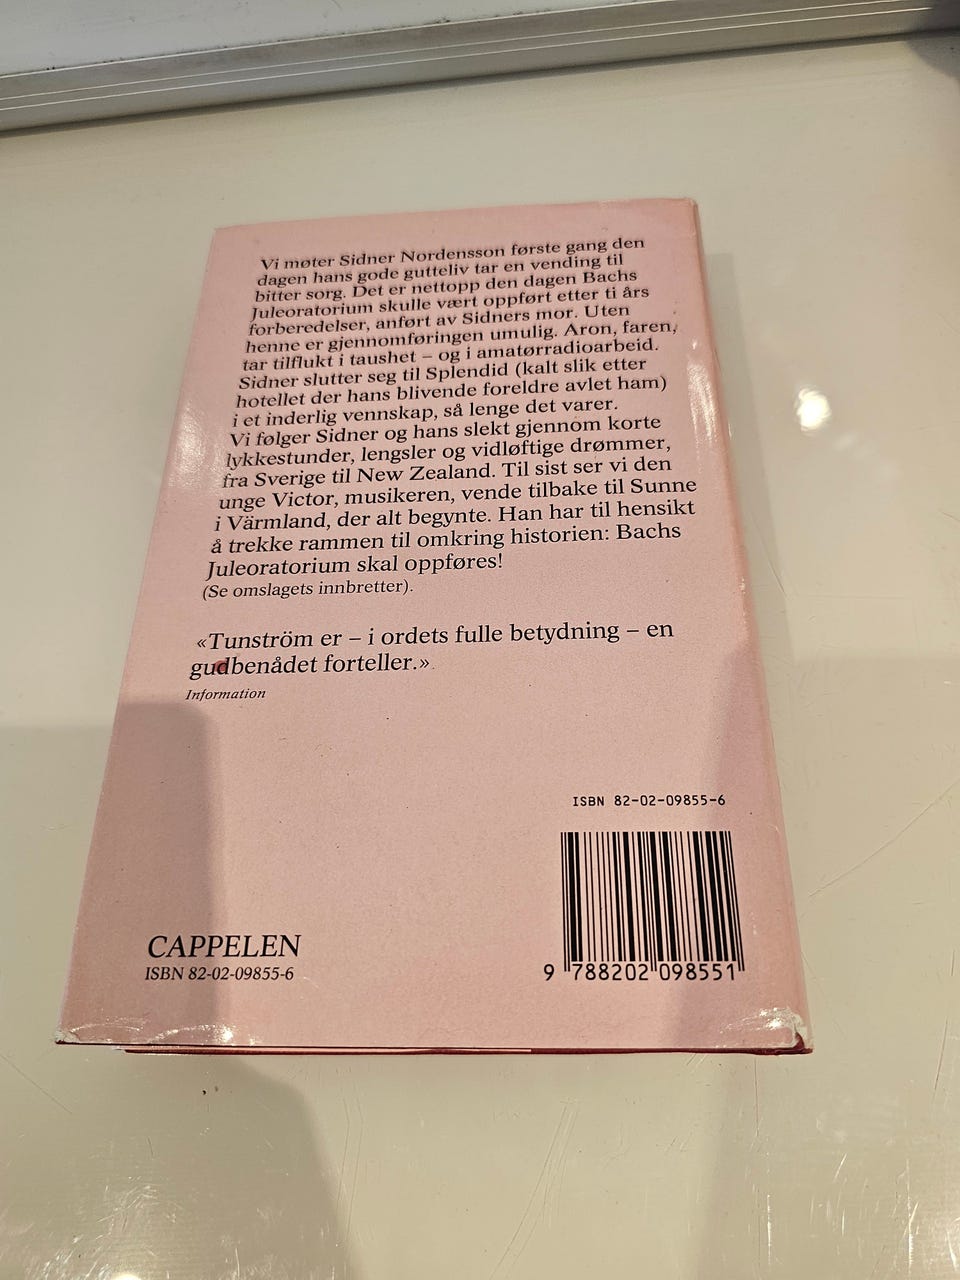 Vi møter Sidner Nordensson første gang den
dagen hans gode gutteliv tar en vending til
bitter sorg. Det er nettopp den dagen Bachs
Juleoratorium skulle vært oppført etter ti års
forberedelser, anført av Sidners mor. Uten
henne er gjennomføringen umulig. Aron, faren,
tar tilflukt i taushet – og i amatørradioarbeid.
Sidner slutter seg til Splendid (kalt slik etter
hotellet der hans blivende foreldre avlet ham)
i et inderlig vennskap, så lenge det varer.
Vi følger Sidner og hans slekt gjennom korte
lykkestunder, lengsler og vidløftige drømmer,
fra Sverige til New Zealand. Til sist ser vi den
unge Victor, musikeren, vende tilbake til Sunne
i Värmland, der alt begynte. Han har til hensikt
å trekke rammen til omkring historien: Bachs
Juleoratorium skal oppføres!
(Se omslagets innbretter).
«Tunström er – i ordets fulle betydning – en
gudbenådet forteller.»
Information
ISBN 82-02-09855-6
9 788202 098551
CAPPELEN
ISBN 82-02-09855-6